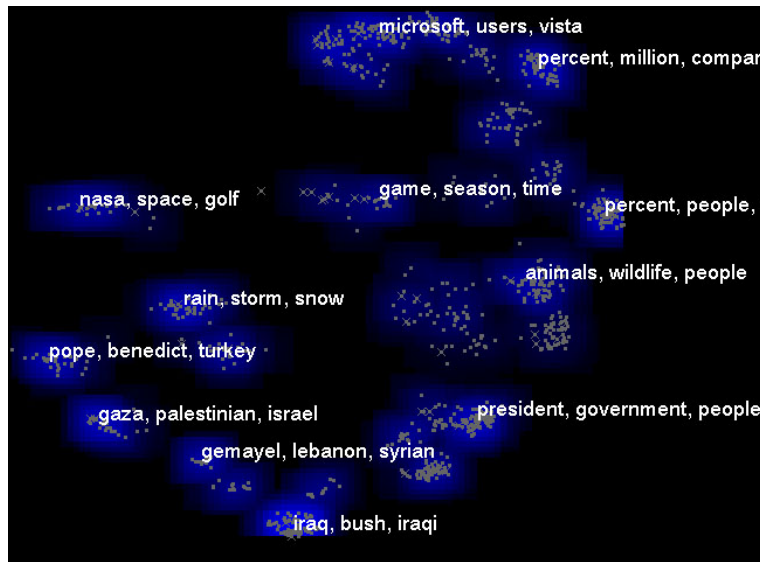 microsoft, users, vista
percent, million, compar
nasa, space, golf
game, season, time
percent, people,
animals, wildlife, people
rain, storm, snow
pope, benedict, turkey
gaza, palestinian, israel
president, government, people
gemayel, lebanon, syrian
iraq, bush, iraqi